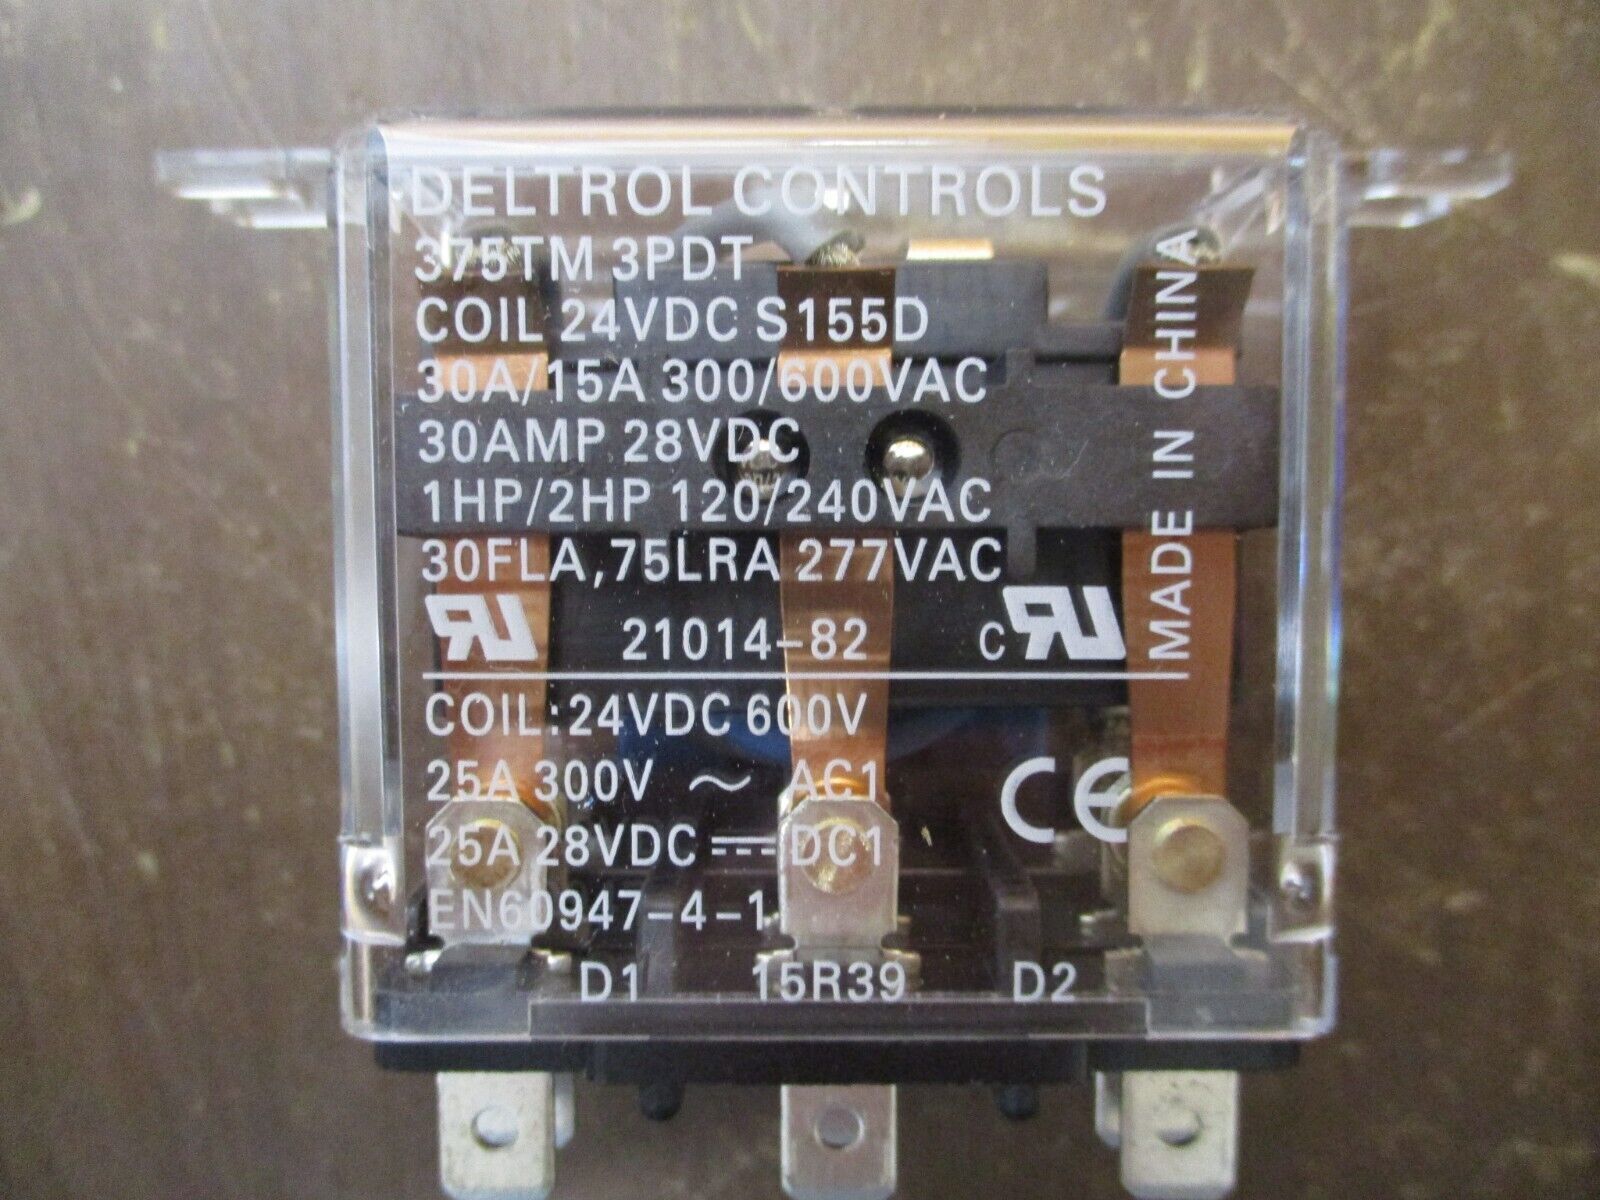 DELTROL CONTROLS
375TM 3PDT
COIL 24VDC S155D
30A/15A 300/600VAC
30AMP 28VDC
1HP/2HP 120/240VAC
30FLA,75LRA 277VAC
21014-82
C
MADE IN CHINA
COIL:24VDC 600V
25A 300V ~ AC1
25A 28VDC ⎓ DC1
CE
EN60947-4-1
D1 15R39 D2